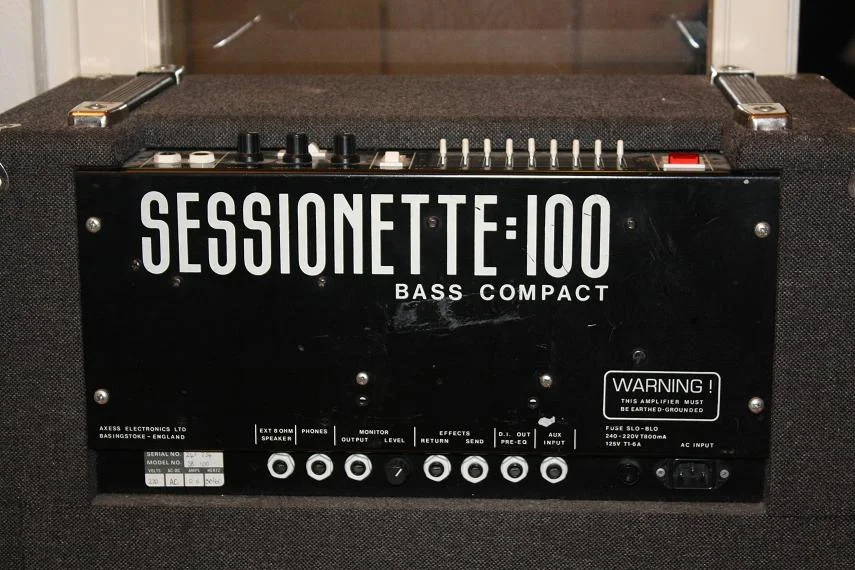 SESSIONETTE:100
BASS COMPACT
WARNING!
THIS AMPLIFIER MUST
BE EARTHED-GROUNDED
AXESS ELECTRONICS LTD
BASINGSTOKE - ENGLAND
EXT 8 OHM
SPEAKER
PHONES
MONITOR
OUTPUT LEVEL
EFFECTS
RETURN SEND
D.I. OUT
PRE-EQ
AUX
INPUT
FUSE SLO-BLO
240-220V T800mA
125V T1·6A
AC INPUT
SERIAL NO.
MODEL NO.
VOLTS AC-DC AMPS. HERTZ
AC